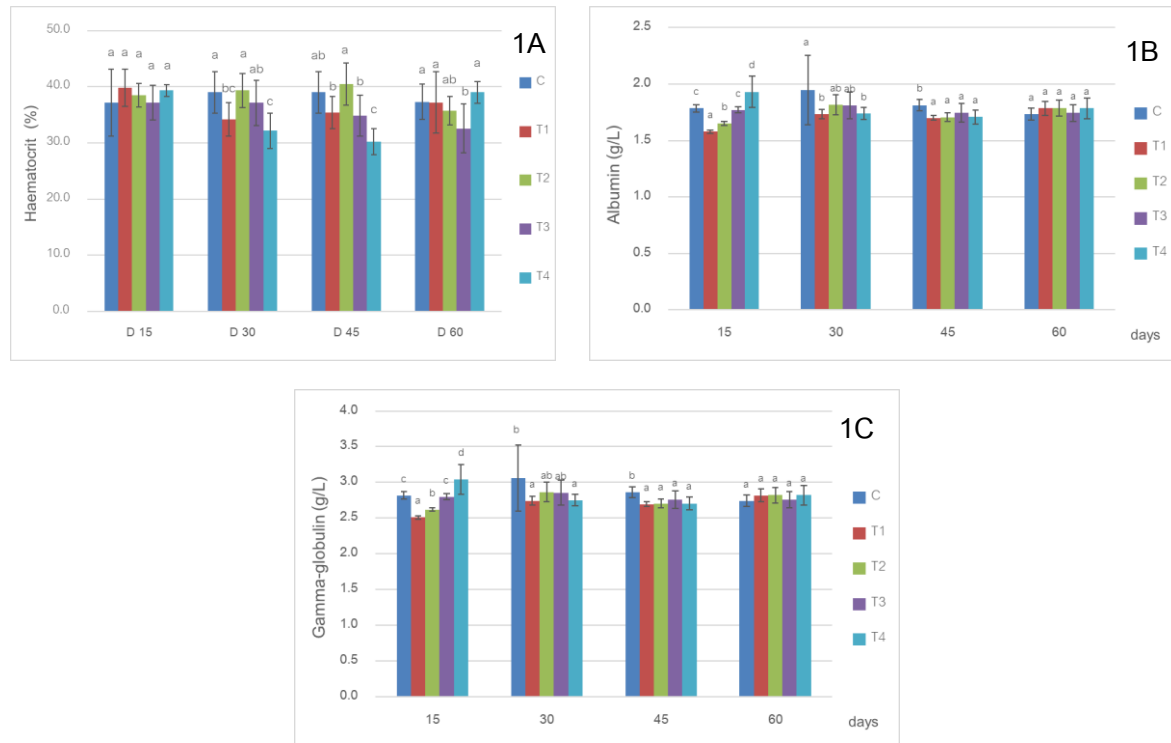 1A
Haematocrit (%)
50.0
40.0
30.0
20.0
10.0
0.0
a a a a a
a bc a ab c
ab b a b c
a a ab b a
D 15 D 30 D 45 D 60
C
T1
T2
T3
T4
1B
Albumin (g/L)
2.5
2.0
1.5
1.0
0.5
0.0
c a b c d
a b ab ab b
b a a a a
a a a a a
15 30 45 60 days
C
T1
T2
T3
T4
1C
Gamma-globulin (g/L)
4.0
3.5
3.0
2.5
2.0
1.5
1.0
0.5
0.0
c a b c d
b a ab ab a
b a a a a
a a a a a
15 30 45 60 days
C
T1
T2
T3
T4